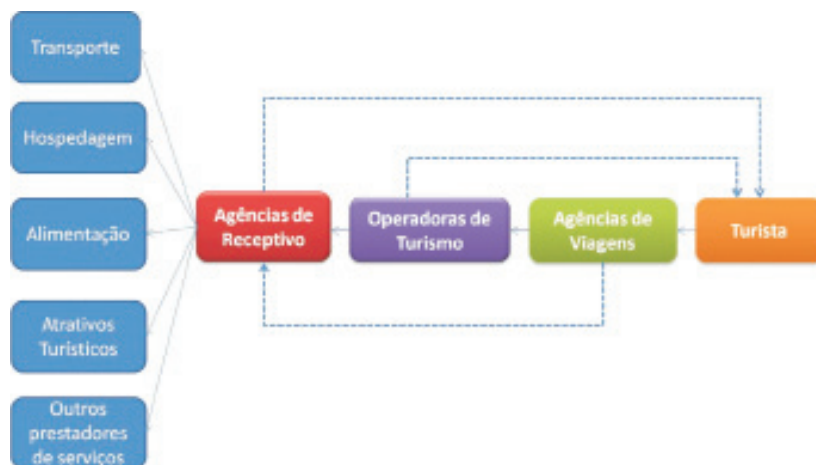 Transporte
Hospedagem
Alimentação
Atrativos
Turísticos
Outros
prestadores
de serviços
Agências de
Receptivo
Operadoras de
Turismo
Agências de
Viagens
Turista